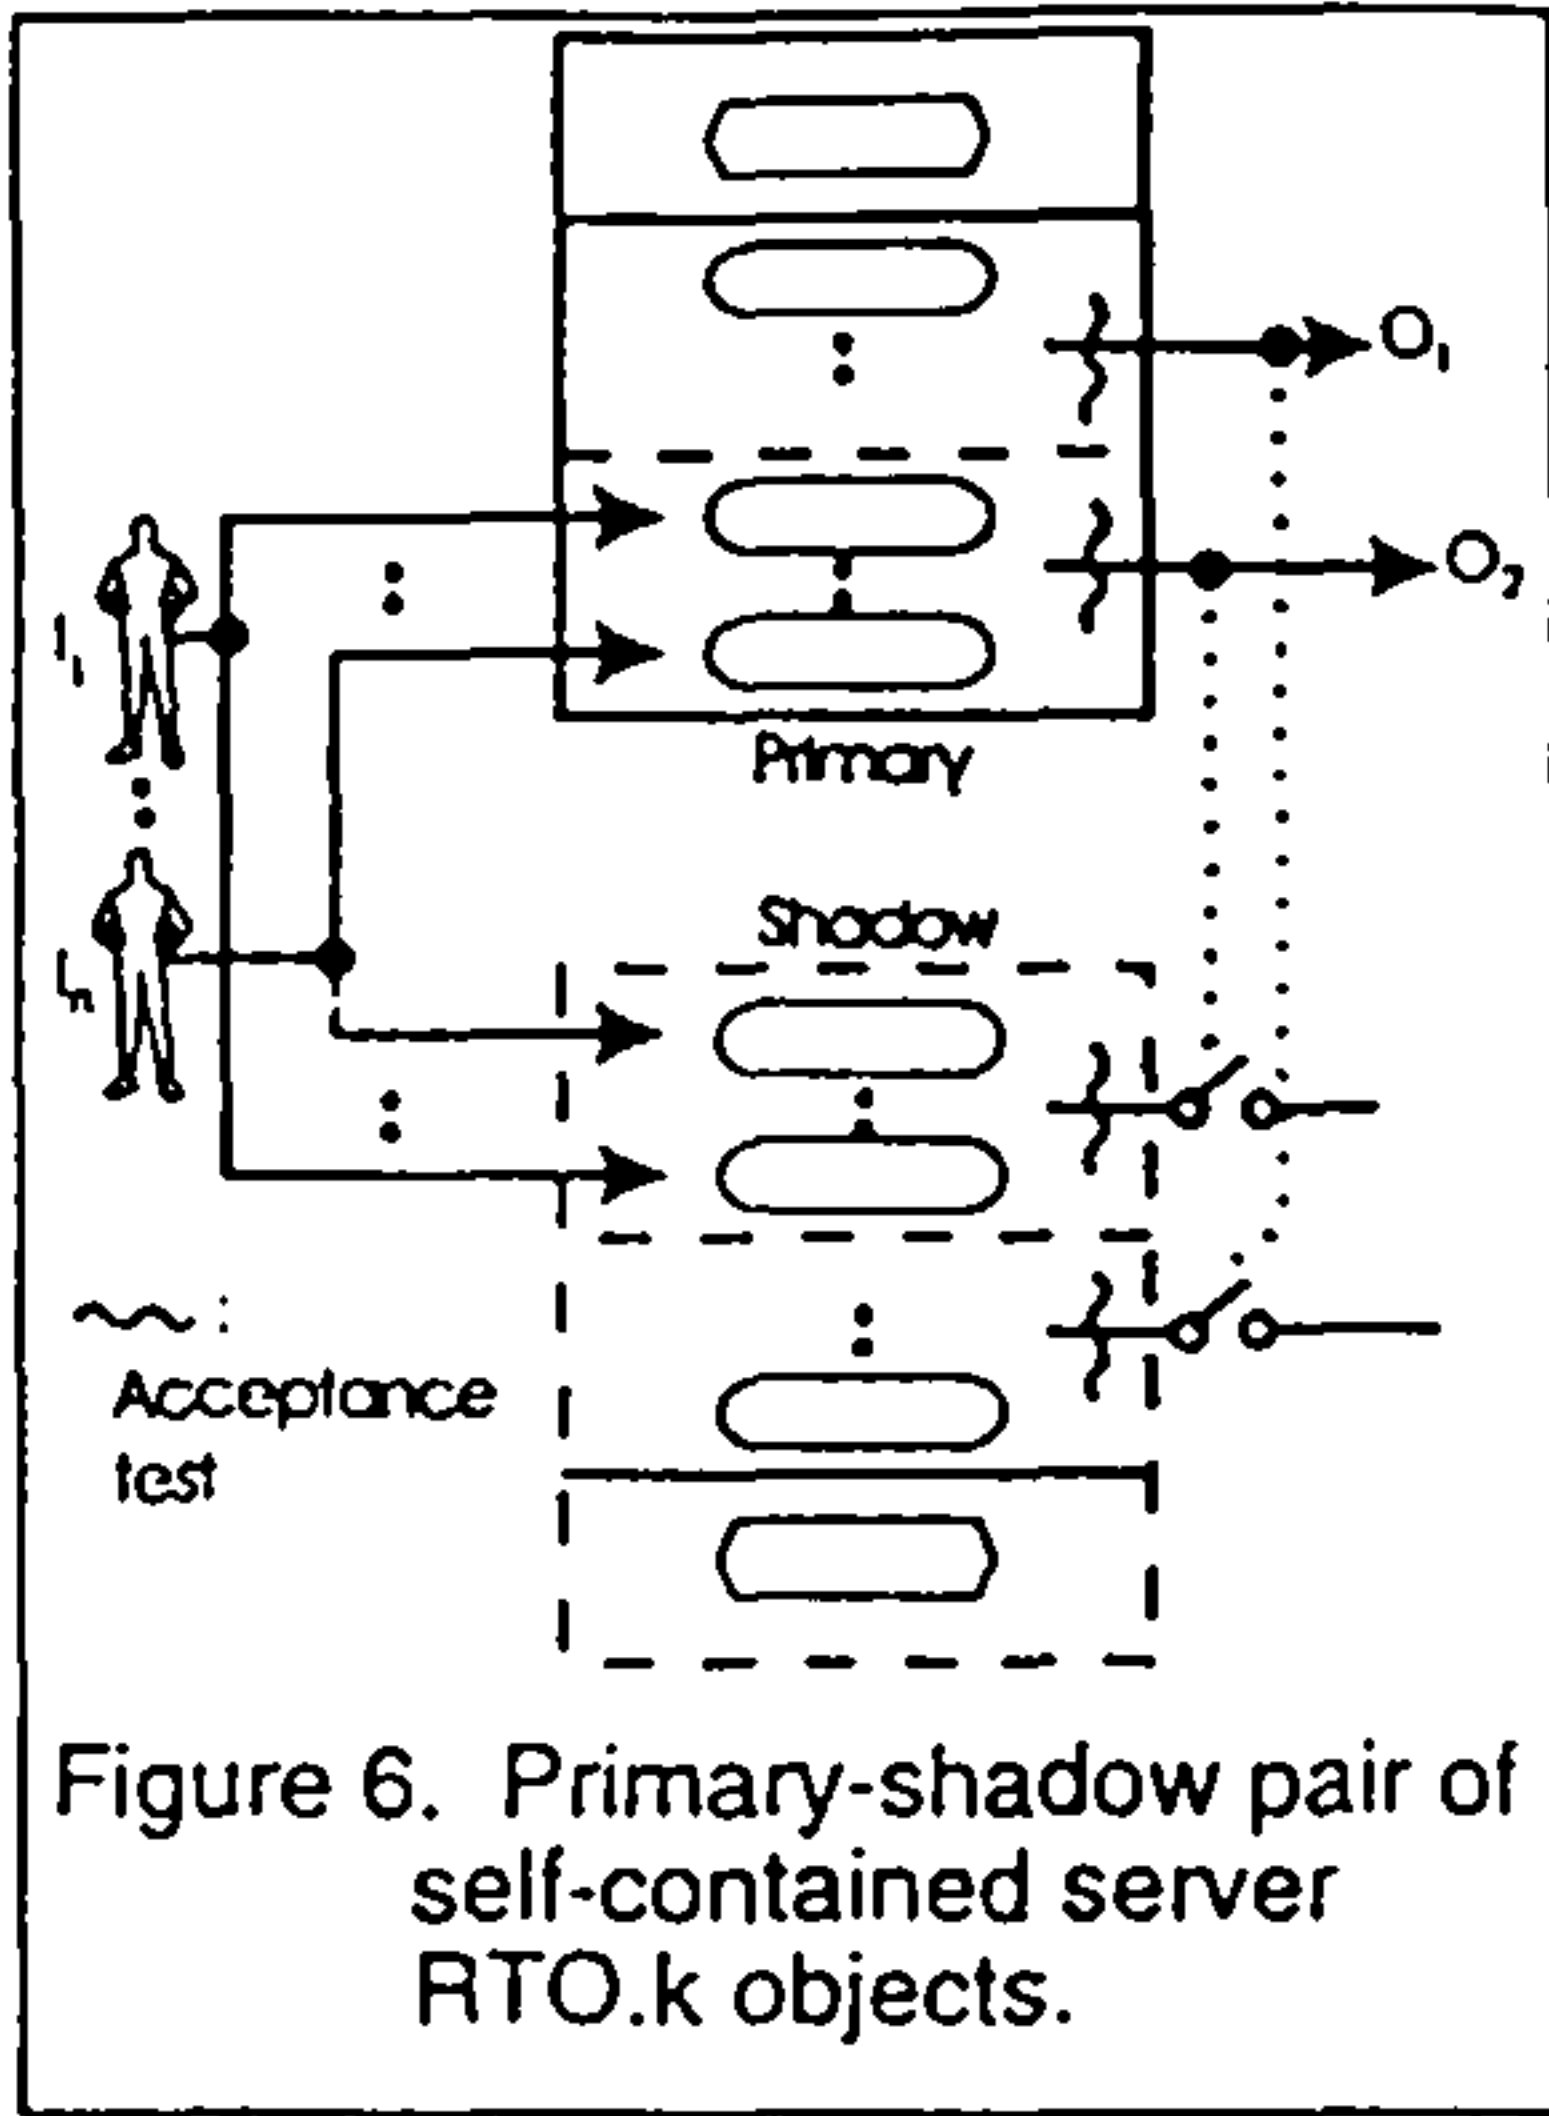 O₁
O₂
I₁
Primary
Shadow
Iₙ
:
Acceptance
test
Figure 6. Primary-shadow pair of
self-contained server
RTO.k objects.